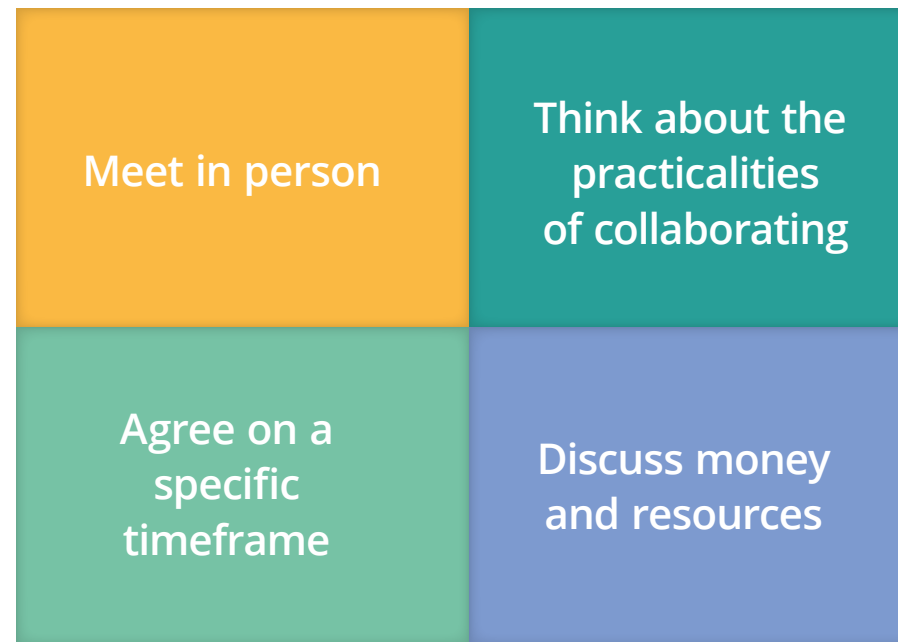 Meet in person
Think about the
practicalities
of collaborating
Agree on a
specific
timeframe
Discuss money
and resources